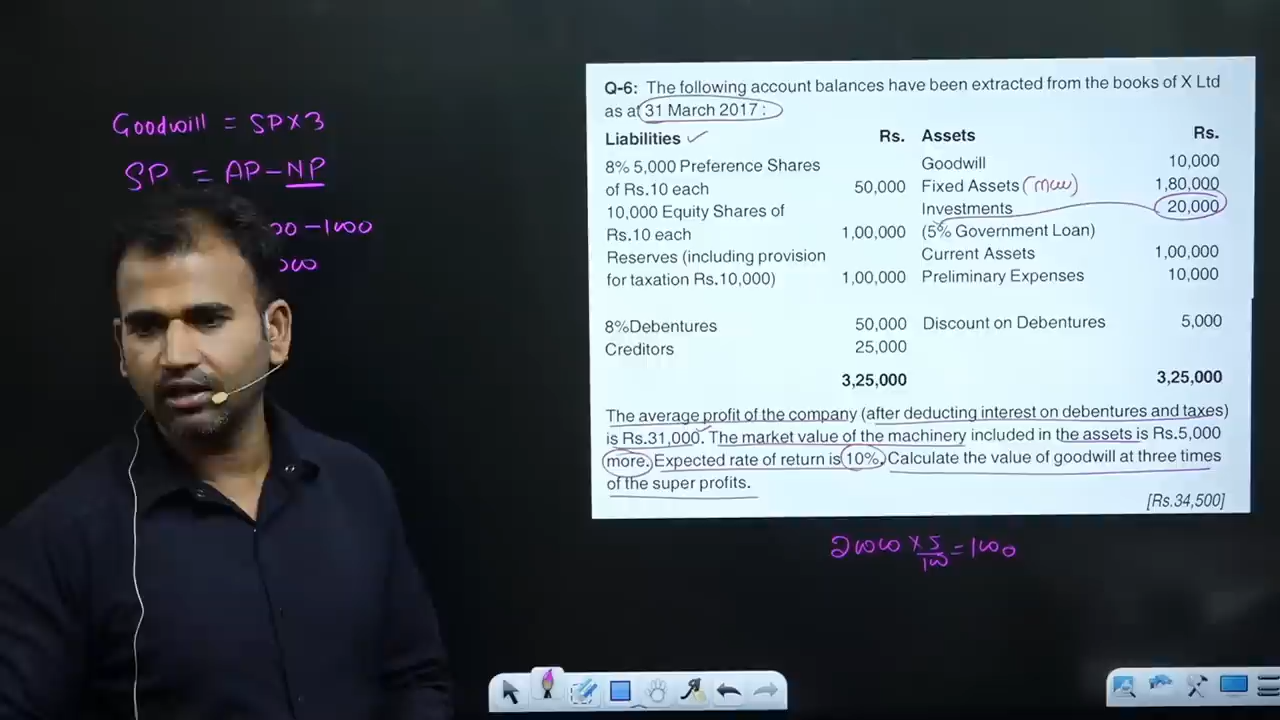 Goodwill = SP×3
SP = AP-NP
00 -1000
000
Q-6: The following account balances have been extracted from the books of X Ltd
as at 31 March 2017 :
Liabilities ✓ Rs. Assets Rs.
8% 5,000 Preference Shares Goodwill 10,000
of Rs.10 each 50,000 Fixed Assets (mcu) 1,80,000
10,000 Equity Shares of Investments 20,000
Rs.10 each 1,00,000 (5% Government Loan)
Reserves (including provision Current Assets 1,00,000
for taxation Rs.10,000) 1,00,000 Preliminary Expenses 10,000
8%Debentures 50,000 Discount on Debentures 5,000
Creditors 25,000
3,25,000 3,25,000
The average profit of the company (after deducting interest on debentures and taxes)
is Rs.31,000. The market value of the machinery included in the assets is Rs.5,000
more. Expected rate of return is 10%. Calculate the value of goodwill at three times
of the super profits.
[Rs.34,500]
20000 × 5/100 = 1000